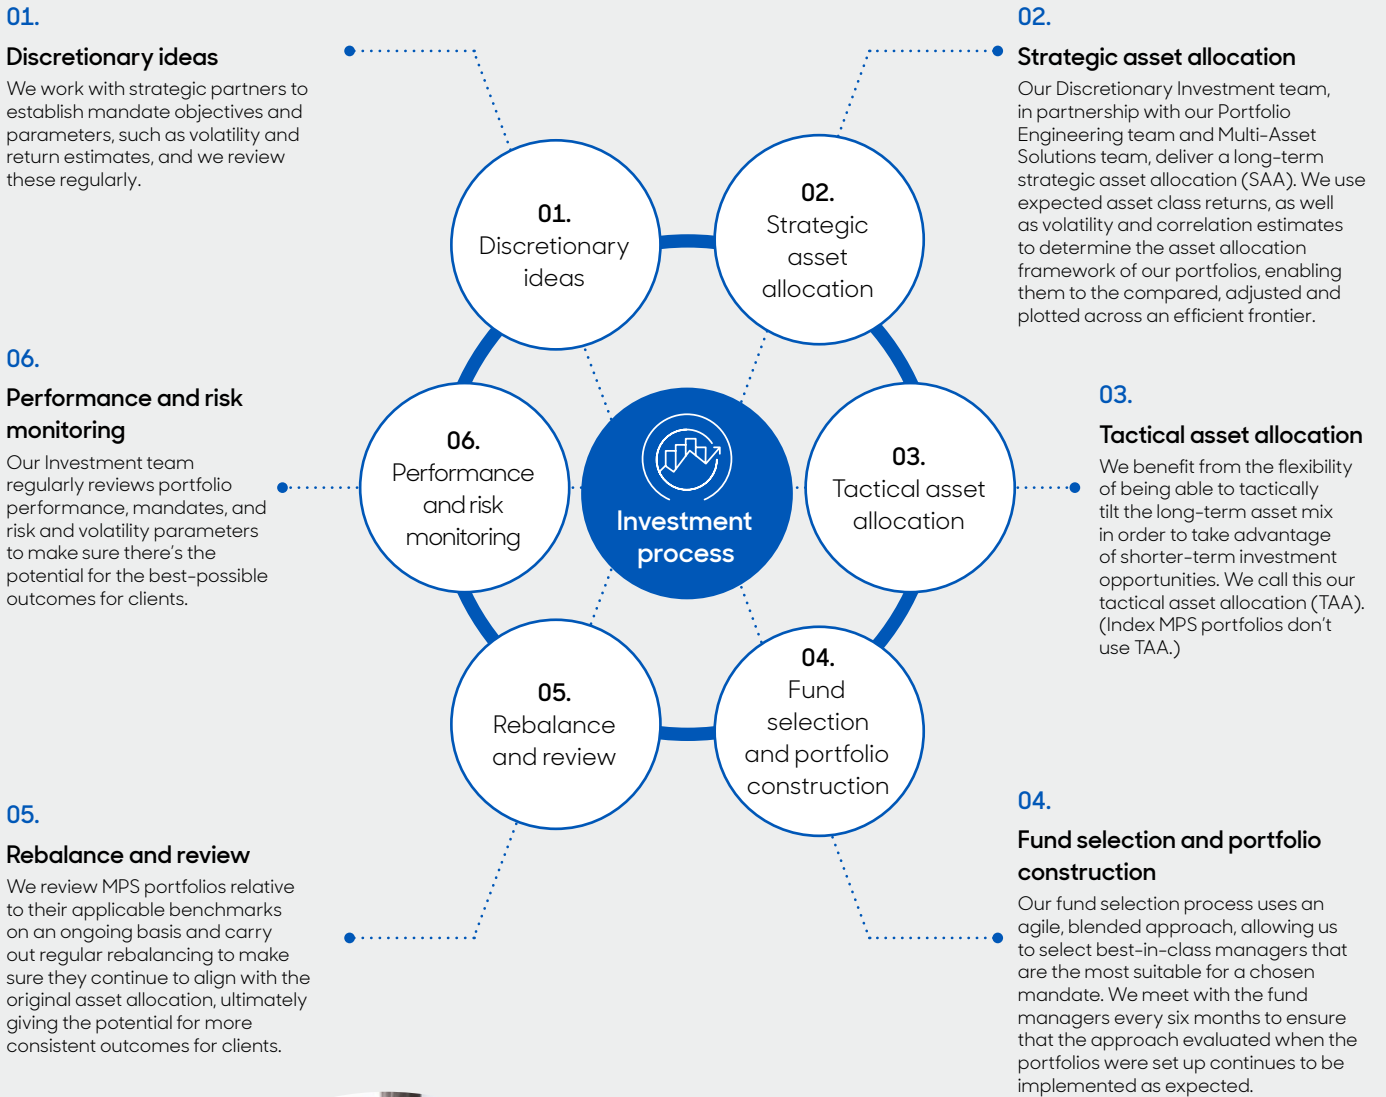 01.
Discretionary ideas
We work with strategic partners to
establish mandate objectives and
parameters, such as volatility and
return estimates, and we review
these regularly.
02.
Strategic asset allocation
Our Discretionary Investment team,
in partnership with our Portfolio
Engineering team and Multi-Asset
Solutions team, deliver a long-term
strategic asset allocation (SAA). We use
expected asset class returns, as well
as volatility and correlation estimates
to determine the asset allocation
framework of our portfolios, enabling
them to the compared, adjusted and
plotted across an efficient frontier.
03.
Tactical asset allocation
We benefit from the flexibility
of being able to tactically
tilt the long-term asset mix
in order to take advantage
of shorter-term investment
opportunities. We call this our
tactical asset allocation (TAA).
(Index MPS portfolios don't
use TAA.)
04.
Fund selection and portfolio
construction
Our fund selection process uses an
agile, blended approach, allowing us
to select best-in-class managers that
are the most suitable for a chosen
mandate. We meet with the fund
managers every six months to ensure
that the approach evaluated when the
portfolios were set up continues to be
implemented as expected.
05.
Rebalance and review
We review MPS portfolios relative
to their applicable benchmarks
on an ongoing basis and carry
out regular rebalancing to make
sure they continue to align with the
original asset allocation, ultimately
giving the potential for more
consistent outcomes for clients.
06.
Performance and risk
monitoring
Our Investment team
regularly reviews portfolio
performance, mandates, and
risk and volatility parameters
to make sure there's the
potential for the best-possible
outcomes for clients.
01.
Discretionary
ideas
02.
Strategic
asset
allocation
03.
Tactical asset
allocation
04.
Fund
selection
and portfolio
construction
05.
Rebalance
and review
06.
Performance
and risk
monitoring
Investment
process